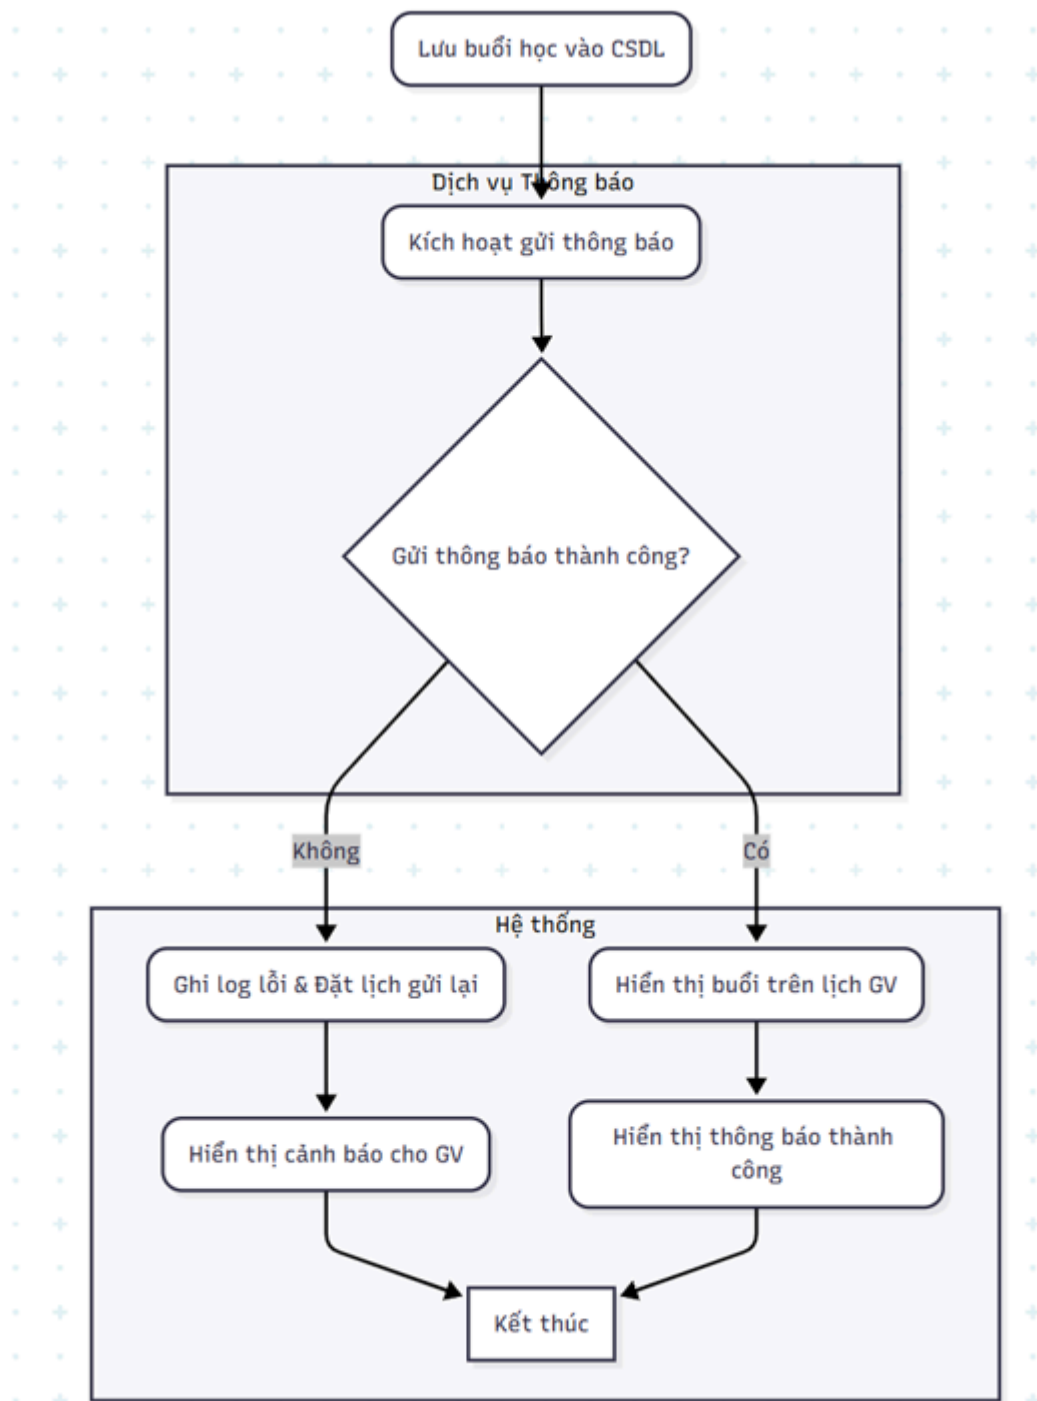 Lưu buổi học vào CSDL
Dịch vụ Thông báo
Kích hoạt gửi thông báo
Gửi thông báo thành công?
Không
Có
Hệ thống
Ghi log lỗi & Đặt lịch gửi lại
Hiển thị buổi trên lịch GV
Hiển thị cảnh báo cho GV
Hiển thị thông báo thành
công
Kết thúc